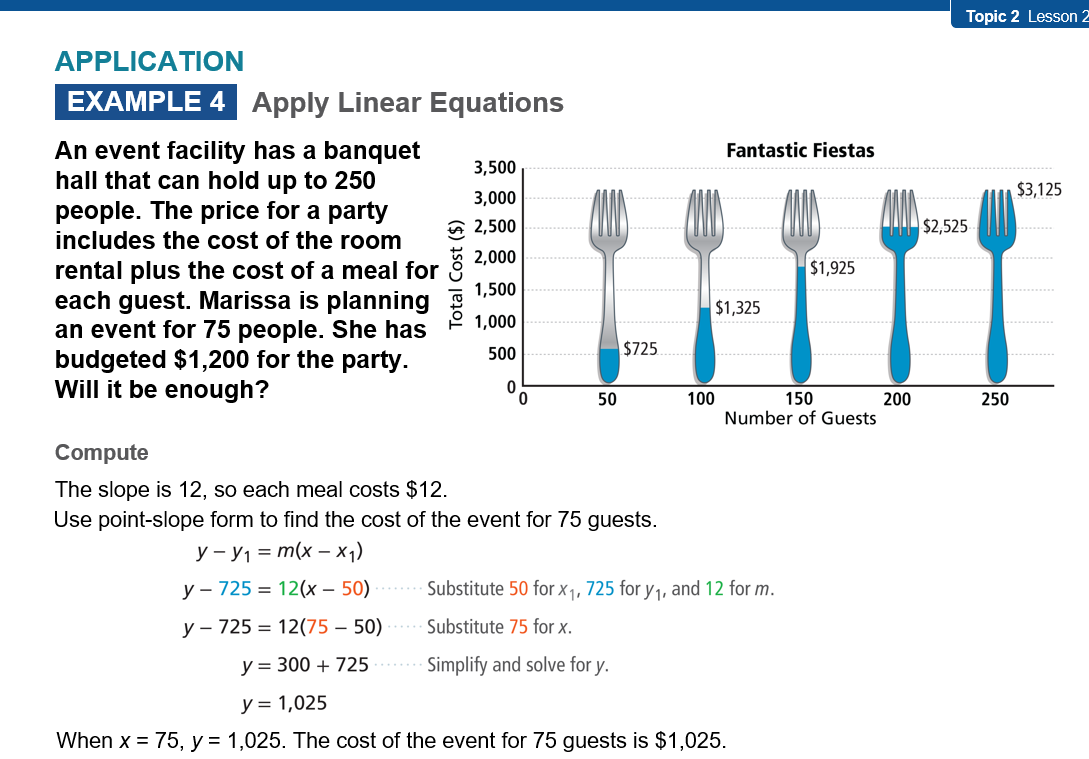 Topic 2 Lesson 2
APPLICATION
EXAMPLE 4 Apply Linear Equations
An event facility has a banquet
hall that can hold up to 250
people. The price for a party
includes the cost of the room
rental plus the cost of a meal for
each guest. Marissa is planning
an event for 75 people. She has
budgeted $1,200 for the party.
Will it be enough?
Fantastic Fiestas
Total Cost ($)
3,500
3,000
2,500
2,000
1,500
1,000
500
0
$725
$1,325
$1,925
$2,525
$3,125
0 50 100 150 200 250
Number of Guests
Compute
The slope is 12, so each meal costs $12.
Use point-slope form to find the cost of the event for 75 guests.
y – y₁ = m(x – x₁)
y – 725 = 12(x – 50) ········ Substitute 50 for x₁, 725 for y₁, and 12 for m.
y – 725 = 12(75 – 50) ······ Substitute 75 for x.
y = 300 + 725 ········ Simplify and solve for y.
y = 1,025
When x = 75, y = 1,025. The cost of the event for 75 guests is $1,025.